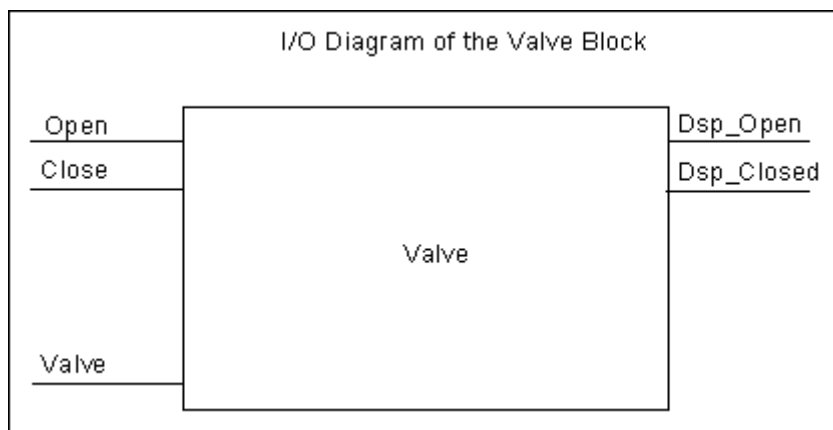 I/O Diagram of the Valve Block
Open
Dsp_Open
Close
Dsp_Closed
Valve
Valve